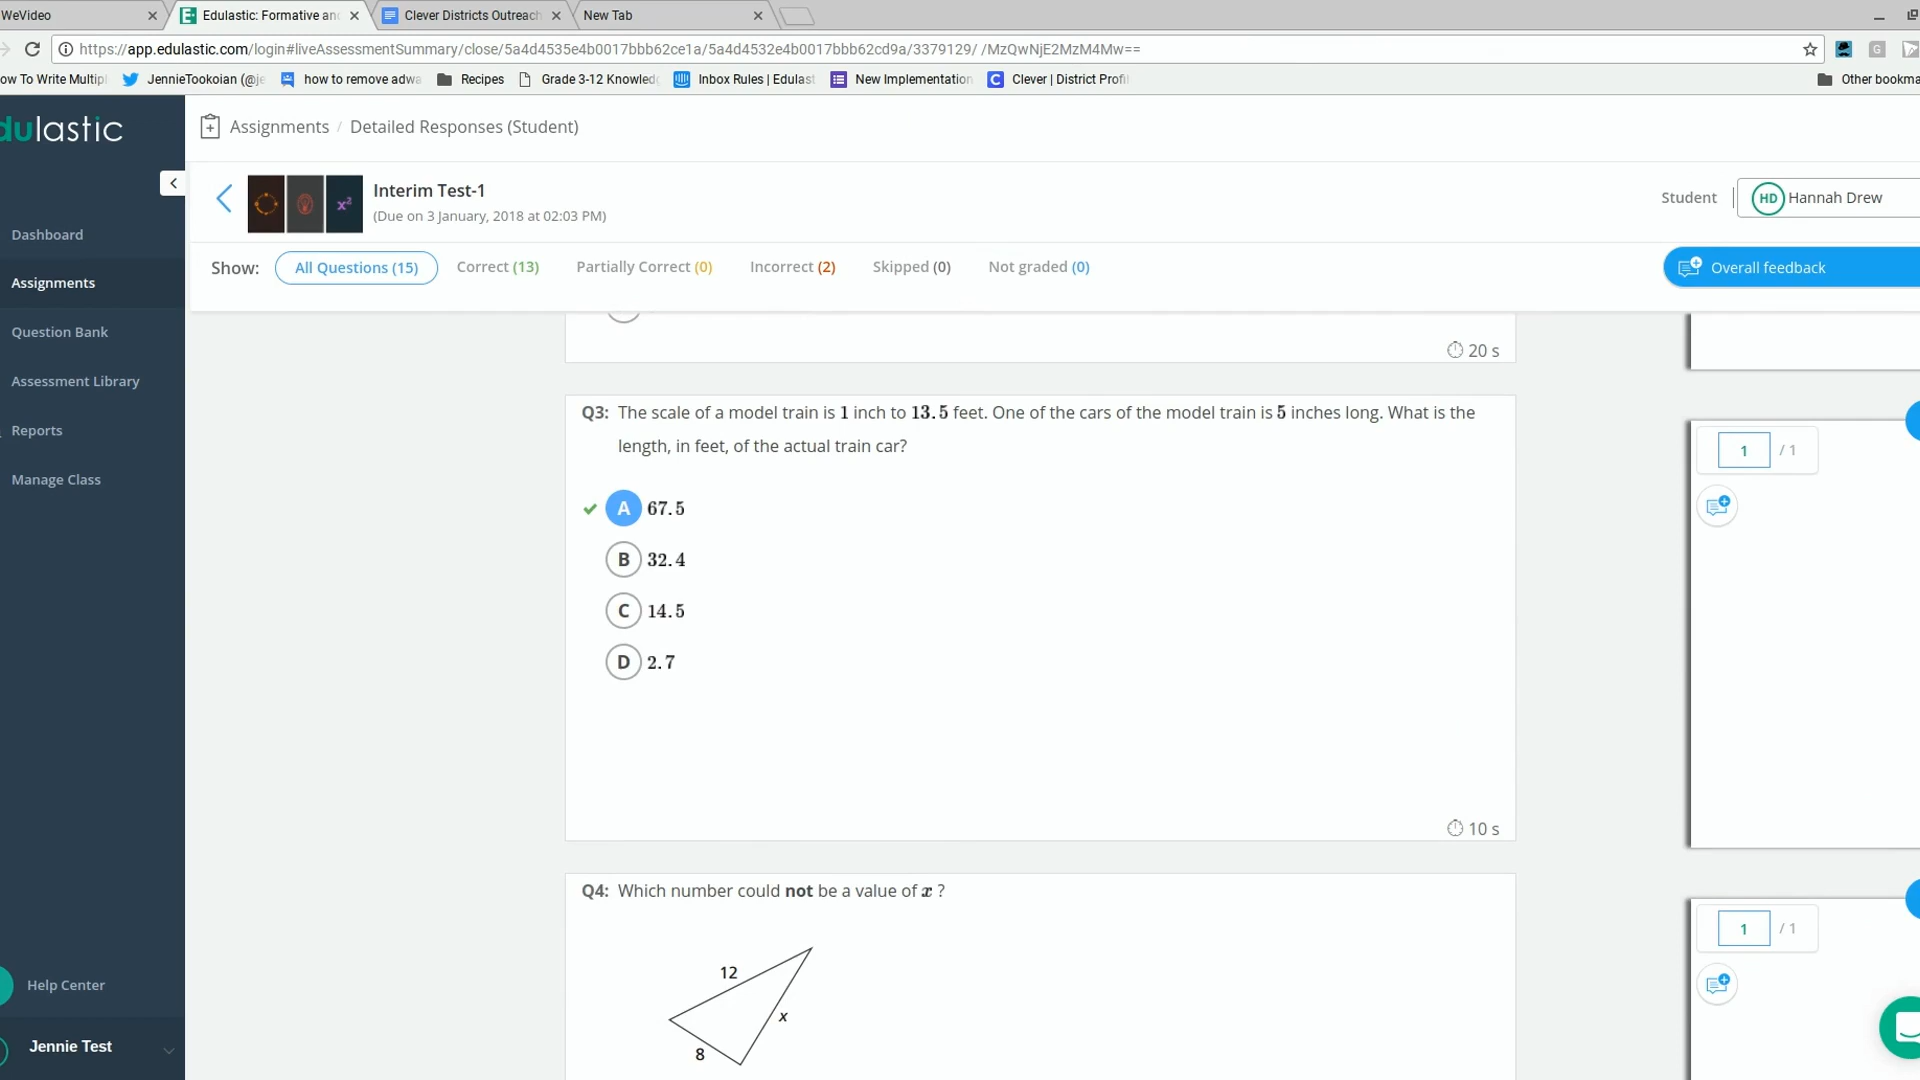 WeVideo
Edulastic: Formative an
Clever Districts Outreach
New Tab
https://app.edulastic.com/login#liveAssessmentSummary/close/5a4d4535e4b0017bbb62ce1a/5a4d4532e4b0017bbb62cd9a/3379129/ /MzQwNjE2MzM4Mw==
ow To Write Multipl
JennieTookoian (@je
how to remove adwa
Recipes
Grade 3-12 Knowledg
Inbox Rules | Edulast
New Implementation
Clever | District Profil
Other bookma
dulastic
Assignments / Detailed Responses (Student)
Interim Test-1
(Due on 3 January, 2018 at 02:03 PM)
x²
Student
HD Hannah Drew
Show:
All Questions (15)
Correct (13)
Partially Correct (0)
Incorrect (2)
Skipped (0)
Not graded (0)
Overall feedback
Dashboard
Assignments
Question Bank
Assessment Library
Reports
Manage Class
Help Center
Jennie Test
20 s
Q3: The scale of a model train is 1 inch to 13.5 feet. One of the cars of the model train is 5 inches long. What is the
length, in feet, of the actual train car?
A 67.5
B 32.4
C 14.5
D 2.7
10 s
1 / 1
Q4: Which number could not be a value of x ?
12
x
8
1 / 1